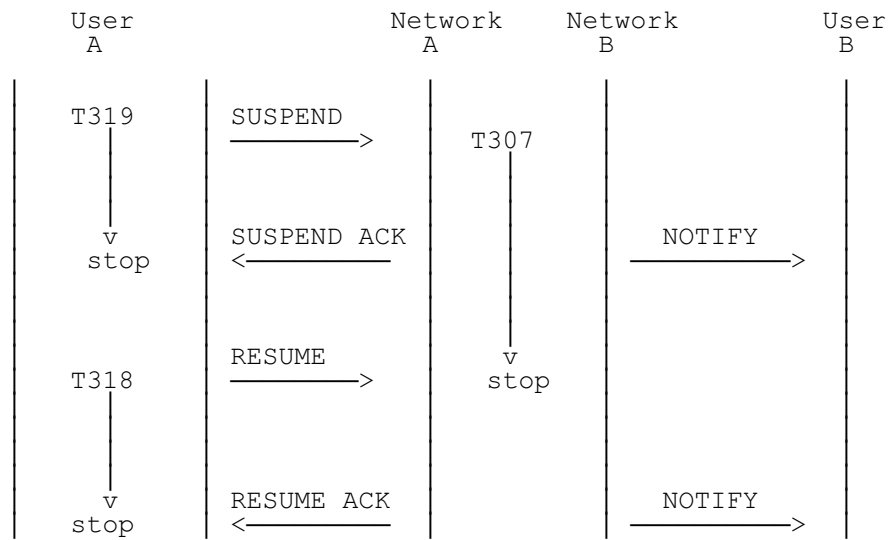 User Network Network User
A A B B
T319 SUSPEND
T307
v SUSPEND ACK NOTIFY
stop
RESUME v
T318 stop
v RESUME ACK NOTIFY
stop